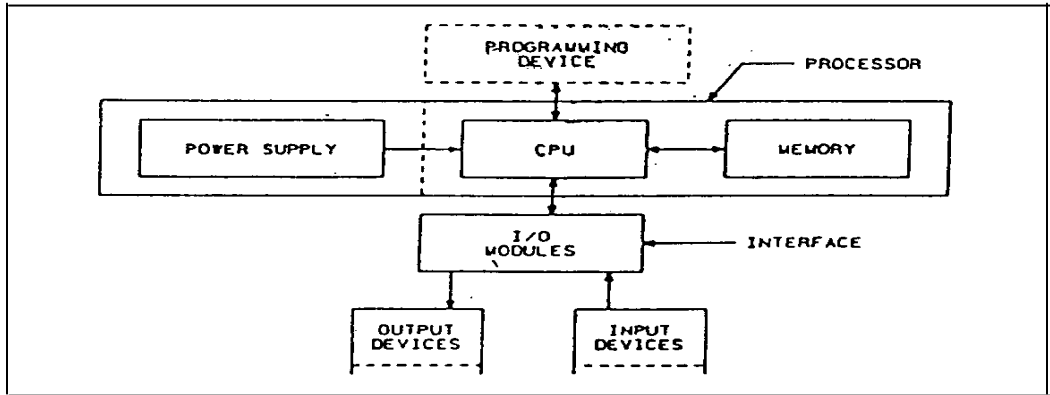 PROGRAMMING
DEVICE
PROCESSOR
POWER SUPPLY
CPU
MEMORY
I/O
MODULES
INTERFACE
OUTPUT
DEVICES
INPUT
DEVICES